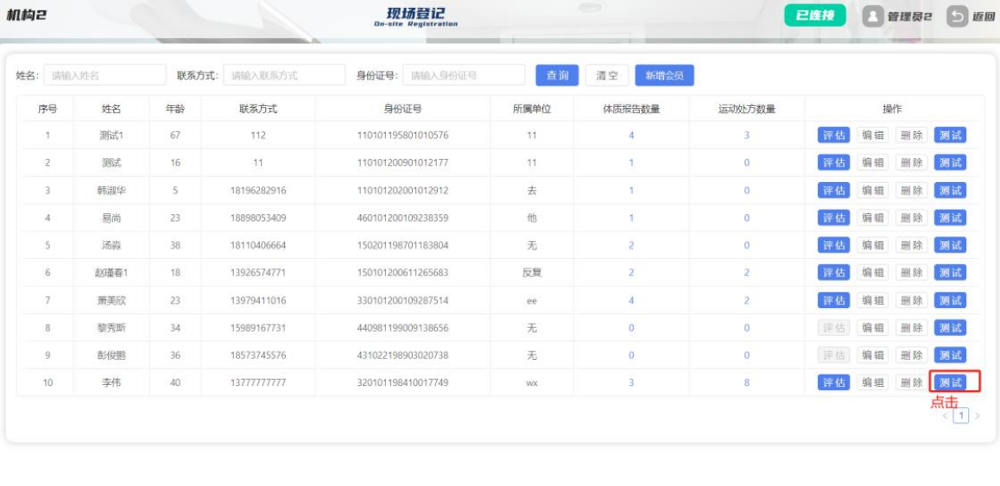 机构2 现场登记 已连接 管理员2 返回
On-site Registration
姓名: 请输入姓名 联系方式: 请输入联系方式 身份证号: 请输入身份证号 查询 清空 新增会员
序号 姓名 年龄 联系方式 身份证号 所属单位 体质报告数量 运动处方数量 操作
1 测试1 67 112 110101195801010576 11 4 3 评估 编辑 删除 测试
2 测试 16 11 110101200901012177 11 1 0 评估 编辑 删除 测试
3 韩淑华 5 18196282916 110101202001012912 去 1 0 评估 编辑 删除 测试
4 易尚 23 18898053409 460101200109238359 他 1 0 评估 编辑 删除 测试
5 汤淼 38 18110406664 150201198701183804 无 2 0 评估 编辑 删除 测试
6 赵瑾春1 18 13926574771 150101200611265683 反复 2 2 评估 编辑 删除 测试
7 萧美欣 23 13979411016 330101200109287514 ee 4 2 评估 编辑 删除 测试
8 黎秀斯 34 15989167731 440981199009138656 无 0 0 评估 编辑 删除 测试
9 彭俊鹏 36 18573745576 431022198903020738 无 0 0 评估 编辑 删除 测试
10 李伟 40 13777777777 320101198410017749 wx 3 8 评估 编辑 删除 测试
点击
< 1 >